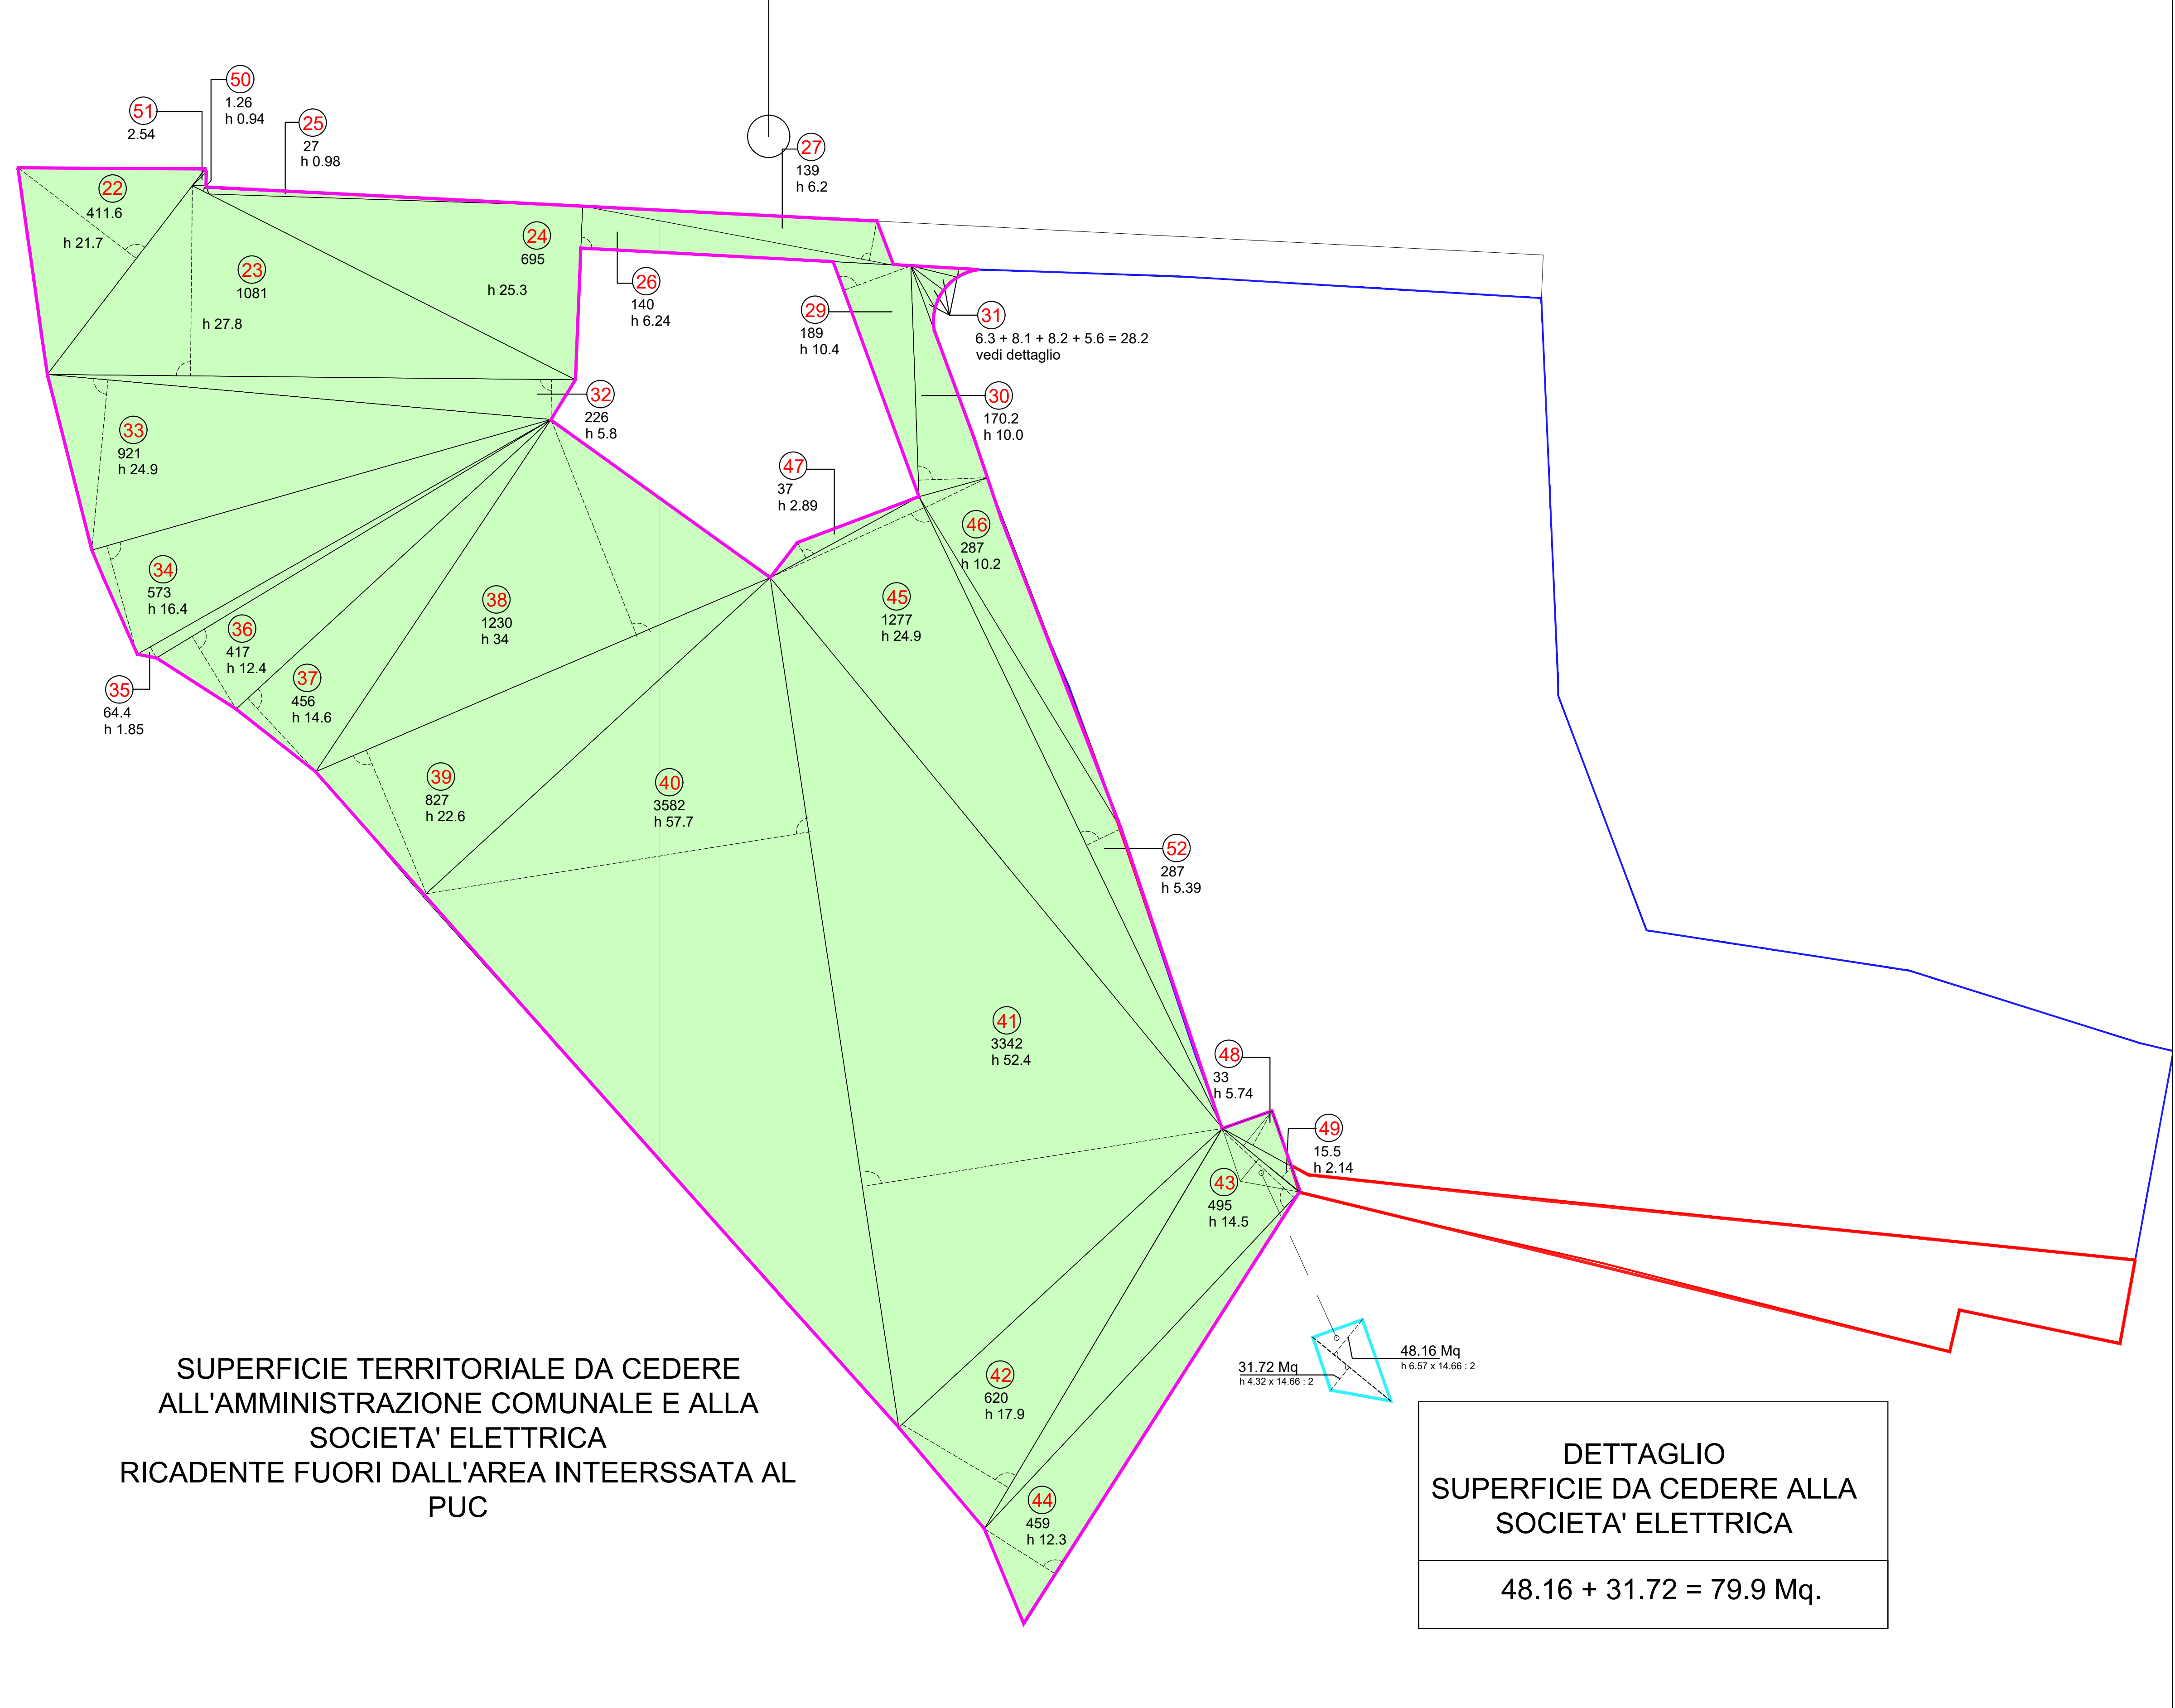 50
1.26
h 0.94
51
2.54
25
27
h 0.98
27
139
h 6.2
22
411.6
h 21.7
23
1081
h 27.8
24
695
h 25.3
26
140
h 6.24
29
189
h 10.4
31
6.3 + 8.1 + 8.2 + 5.6 = 28.2
vedi dettaglio
30
170.2
h 10.0
32
226
h 5.8
33
921
h 24.9
47
37
h 2.89
46
287
h 10.2
34
573
h 16.4
38
1230
h 34
45
1277
h 24.9
36
417
h 12.4
37
456
h 14.6
35
64.4
h 1.85
39
827
h 22.6
40
3582
h 57.7
52
287
h 5.39
41
3342
h 52.4
48
33
h 5.74
49
15.5
h 2.14
43
495
h 14.5
42
620
h 17.9
44
459
h 12.3
31.72 Mq
h 4.32 x 14.66 : 2
48.16 Mq
h 6.57 x 14.66 : 2
SUPERFICIE TERRITORIALE DA CEDERE
ALL'AMMINISTRAZIONE COMUNALE E ALLA
SOCIETA' ELETTRICA
RICADENTE FUORI DALL'AREA INTEERSSATA AL
PUC
DETTAGLIO
SUPERFICIE DA CEDERE ALLA
SOCIETA' ELETTRICA
48.16 + 31.72 = 79.9 Mq.